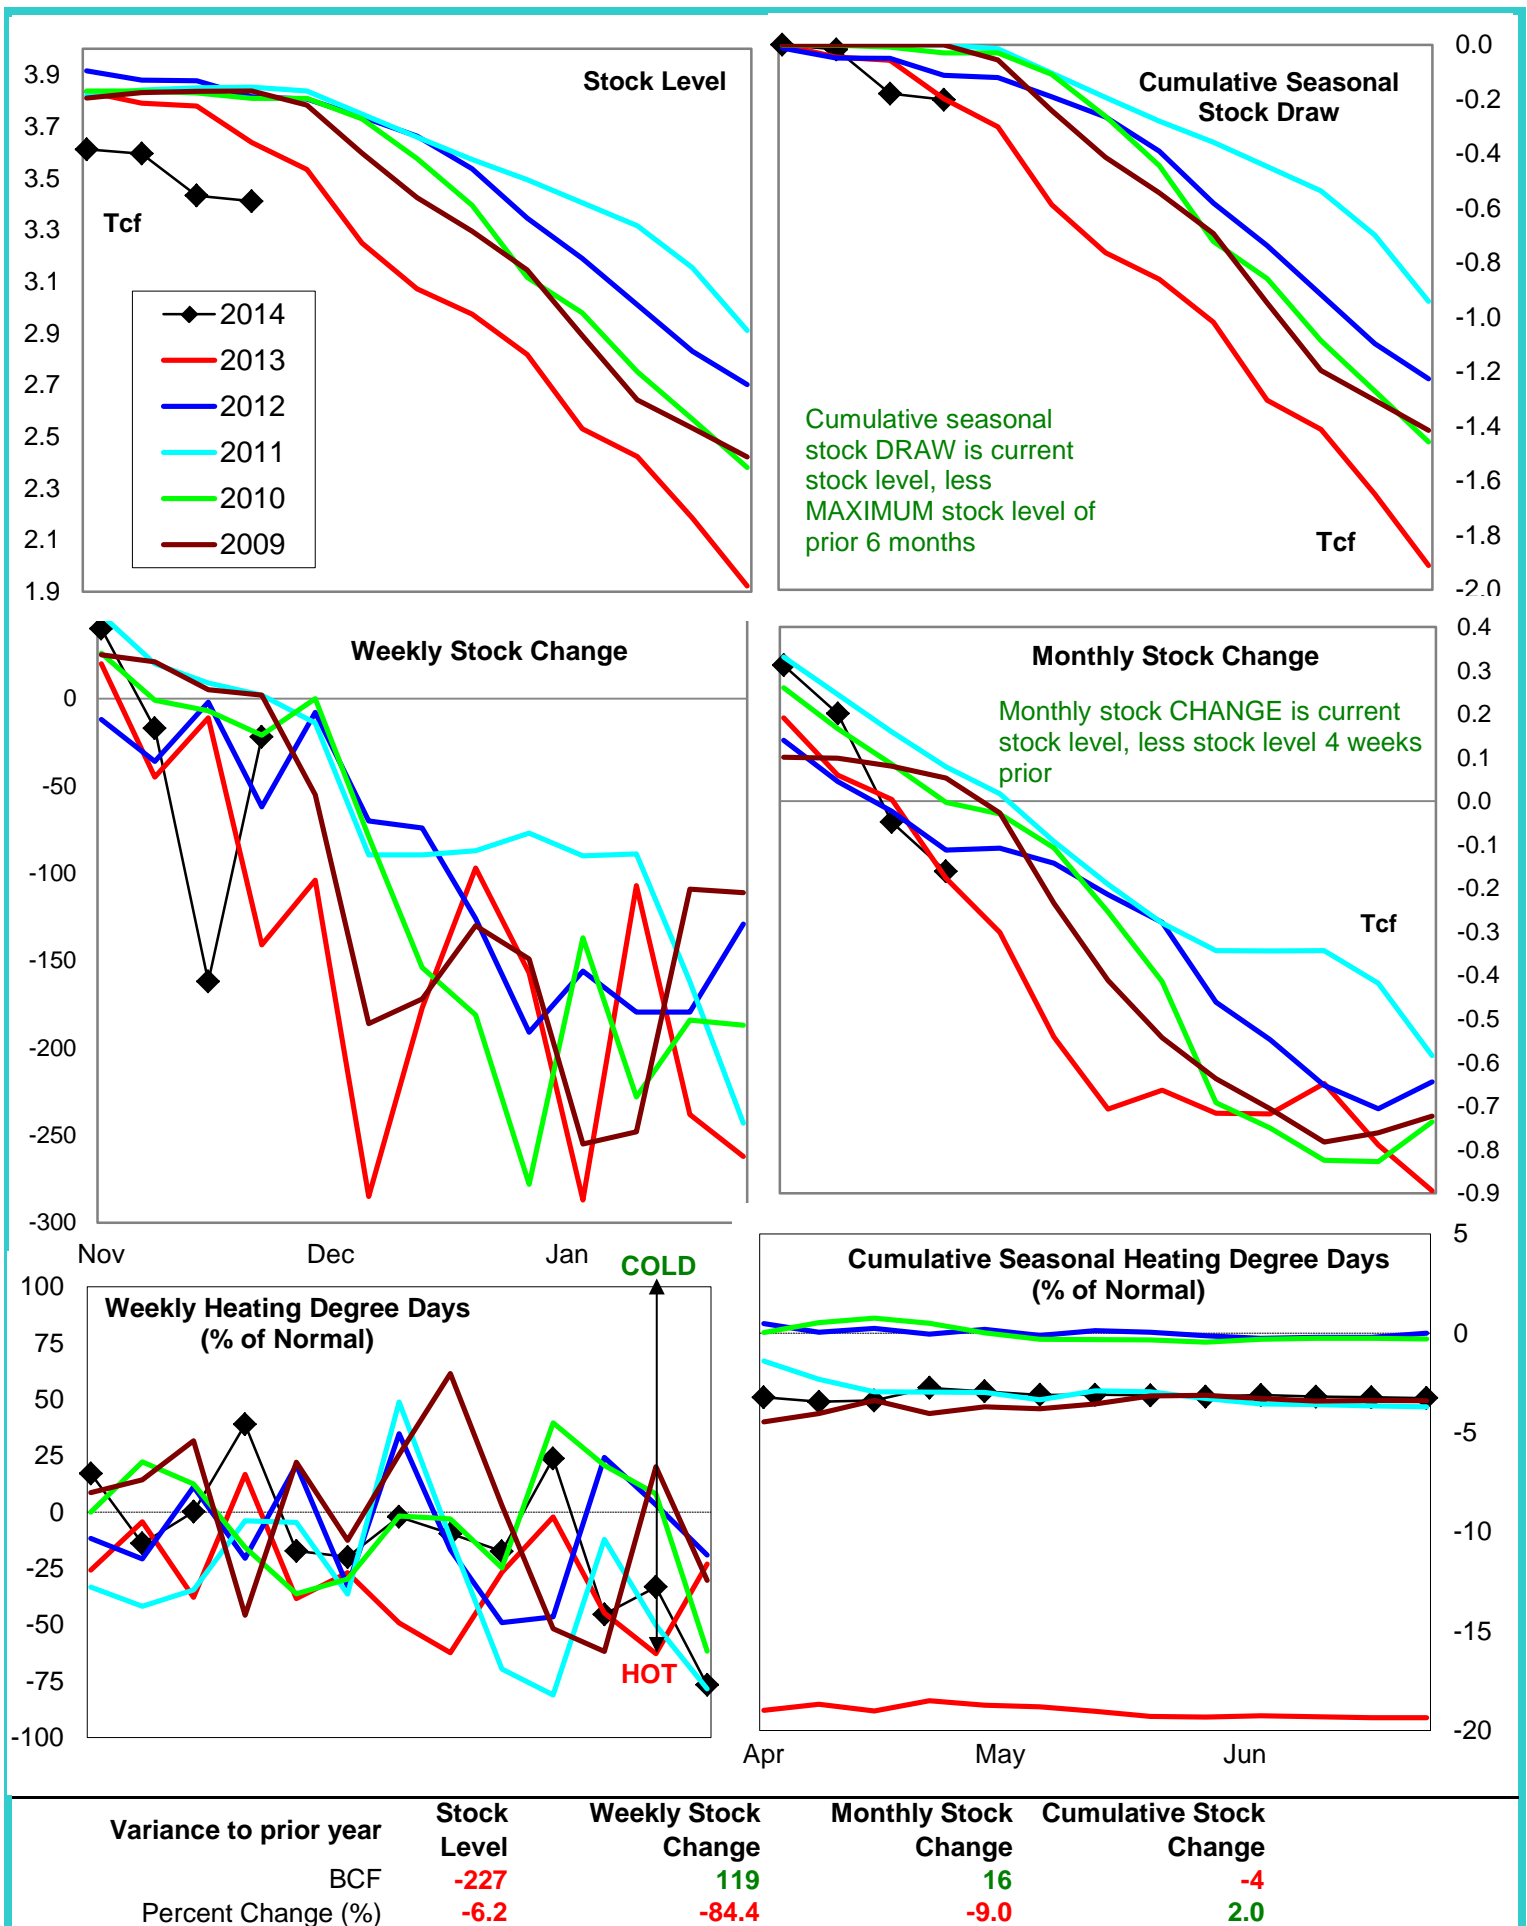 Stock Level
3.9
3.7
3.5
3.3
3.1
2.9
2.7
2.5
2.3
2.1
1.9
Tcf
2014
2013
2012
2011
2010
2009
Cumulative Seasonal
Stock Draw
0.0
-0.2
-0.4
-0.6
-0.8
-1.0
-1.2
-1.4
-1.6
-1.8
-2.0
Cumulative seasonal
stock DRAW is current
stock level, less
MAXIMUM stock level of
prior 6 months
Tcf
Weekly Stock Change
0
-50
-100
-150
-200
-250
-300
Nov Dec Jan
Monthly Stock Change
Monthly stock CHANGE is current
stock level, less stock level 4 weeks
prior
Tcf
0.4
0.3
0.2
0.1
0.0
-0.1
-0.2
-0.3
-0.4
-0.5
-0.6
-0.7
-0.8
-0.9
COLD
Weekly Heating Degree Days
(% of Normal)
100
75
50
25
0
-25
-50
-75
-100
HOT
Cumulative Seasonal Heating Degree Days
(% of Normal)
5
0
-5
-10
-15
-20
Apr May Jun
Variance to prior year Stock Level Weekly Stock Change Monthly Stock Change Cumulative Stock Change
BCF -227 119 16 -4
Percent Change (%) -6.2 -84.4 -9.0 2.0